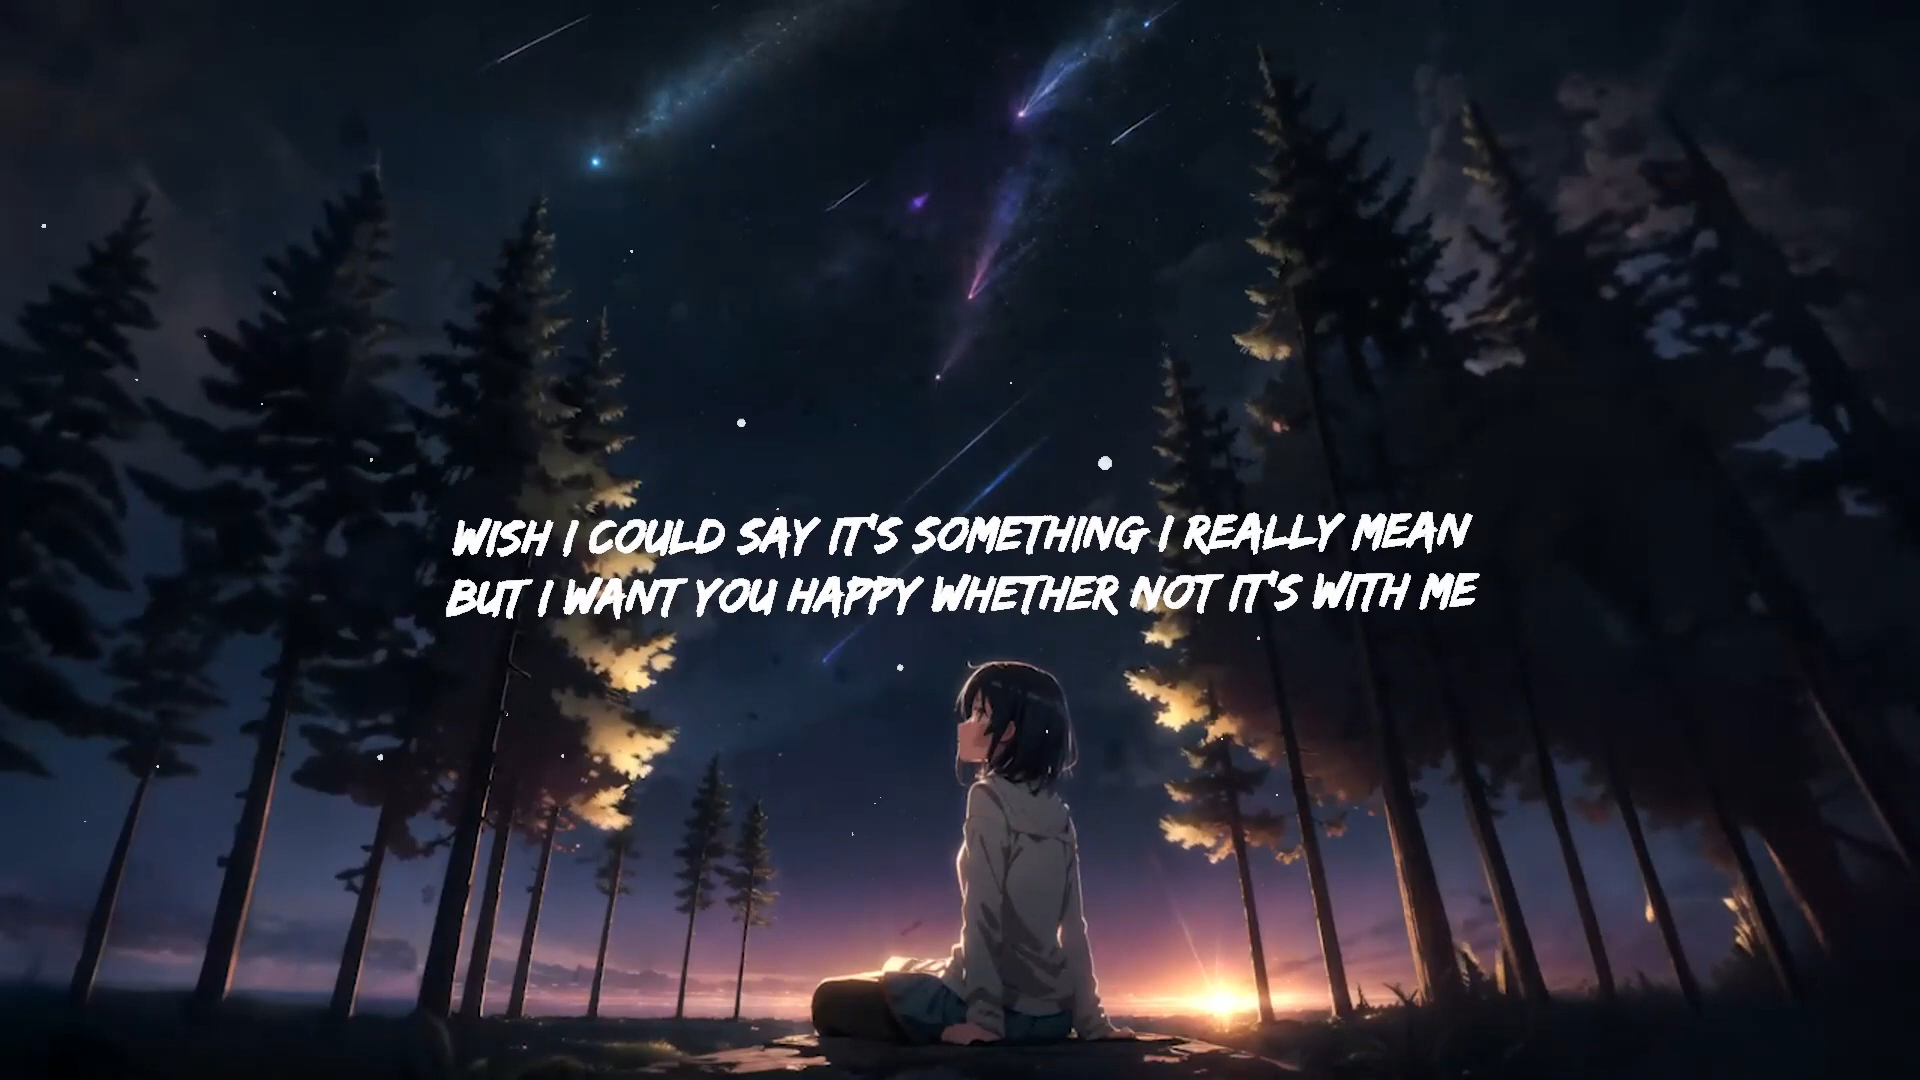 WISH I COULD SAY IT'S SOMETHING I REALLY MEAN
BUT I WANT YOU HAPPY WHETHER NOT IT'S WITH ME